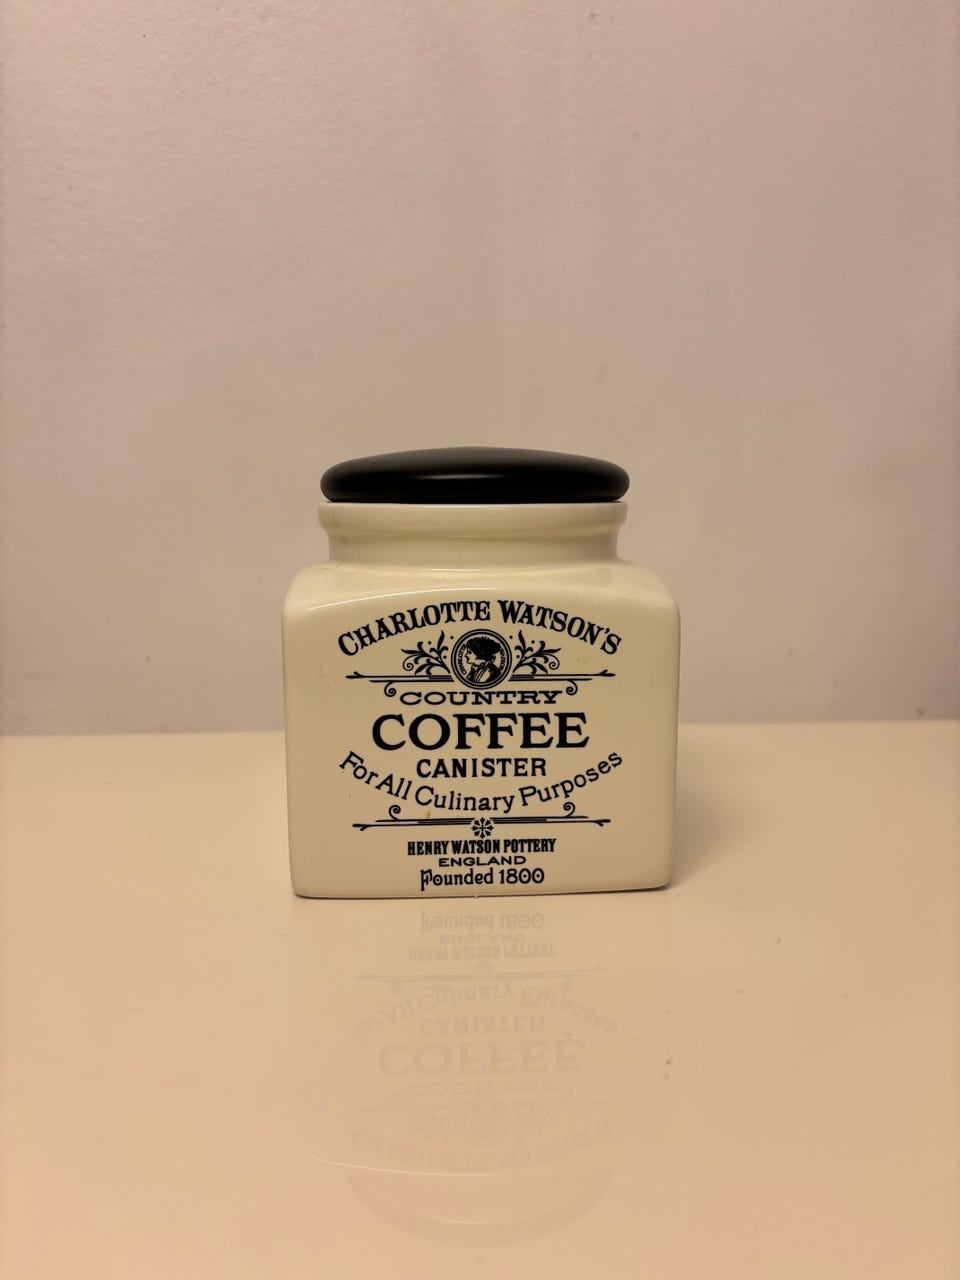 CHARLOTTE WATSON'S
COUNTRY
COFFEE
CANISTER
For All Culinary Purposes
HENRY WATSON POTTERY
ENGLAND
Founded 1800